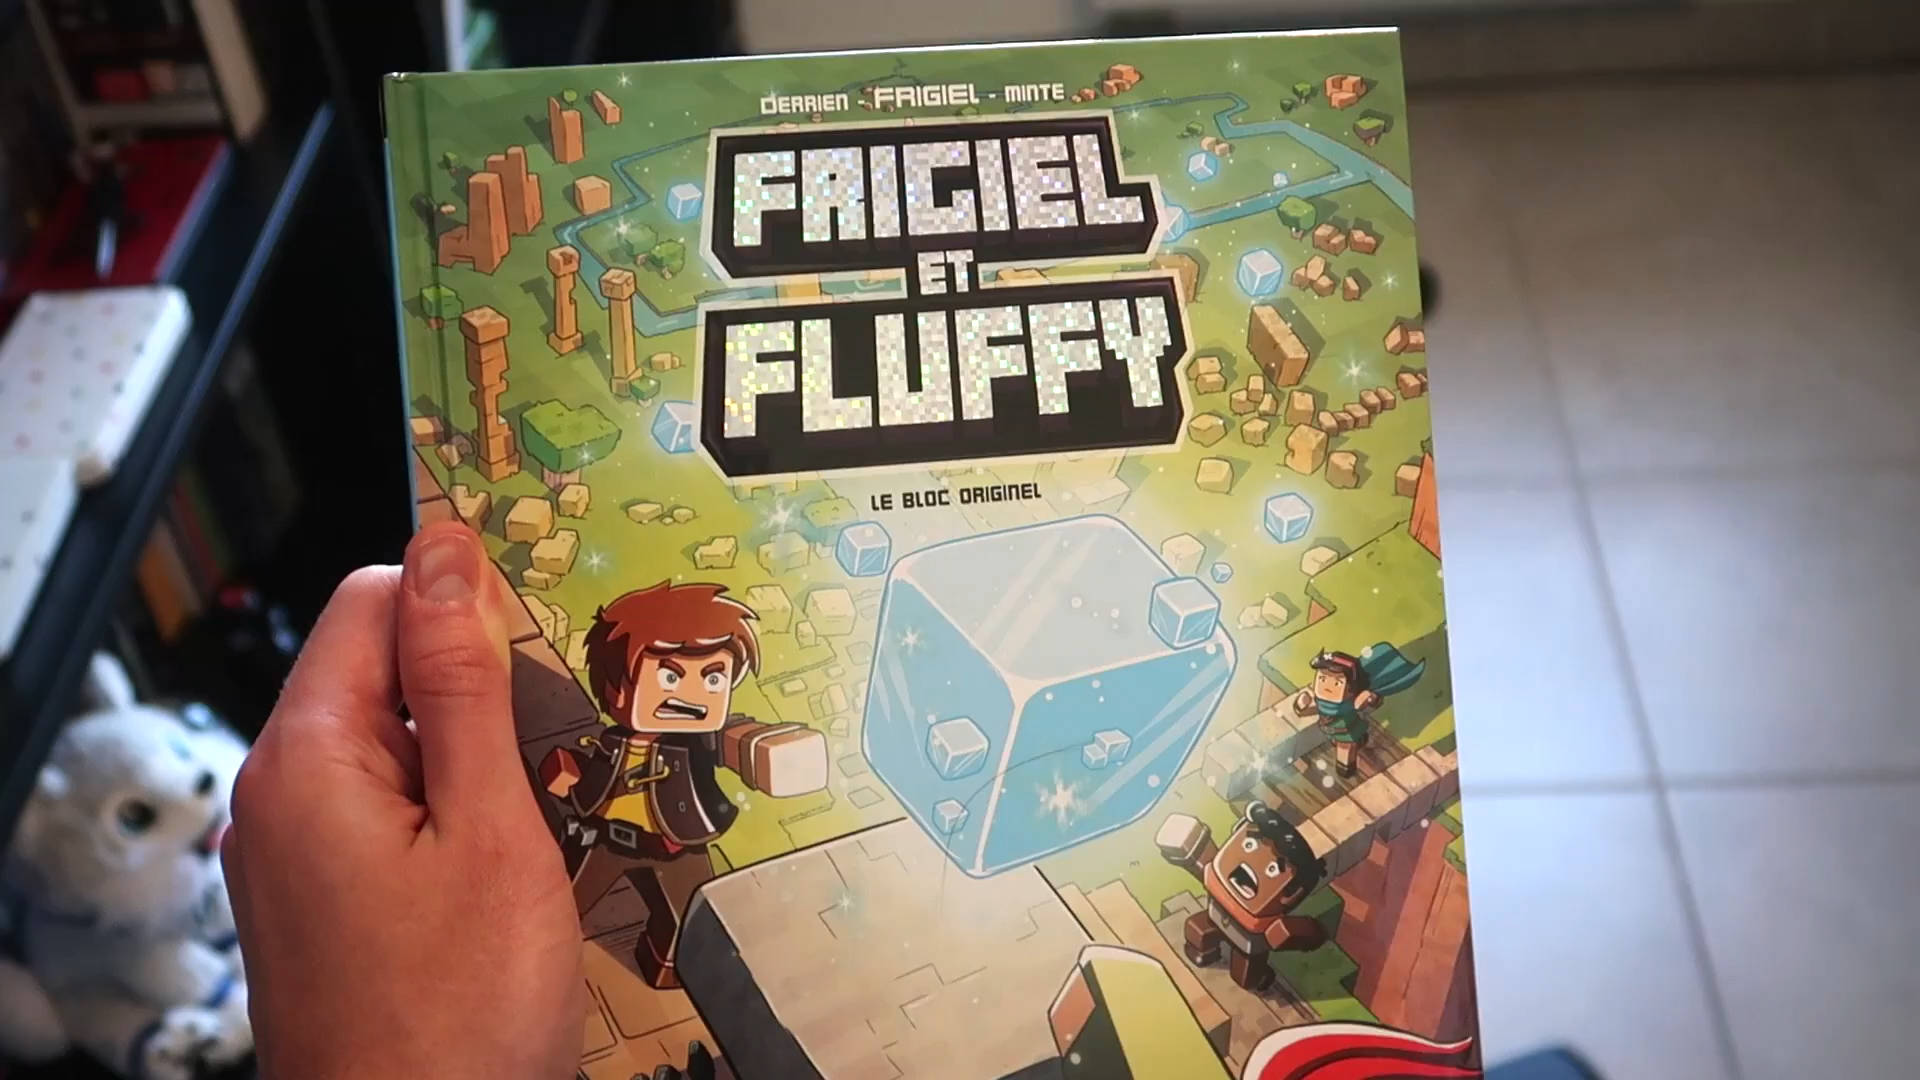 DERRIEN - FRIGIEL - MINTE
FRIGIEL
ET
FLUFFY
LE BLOC ORIGINEL